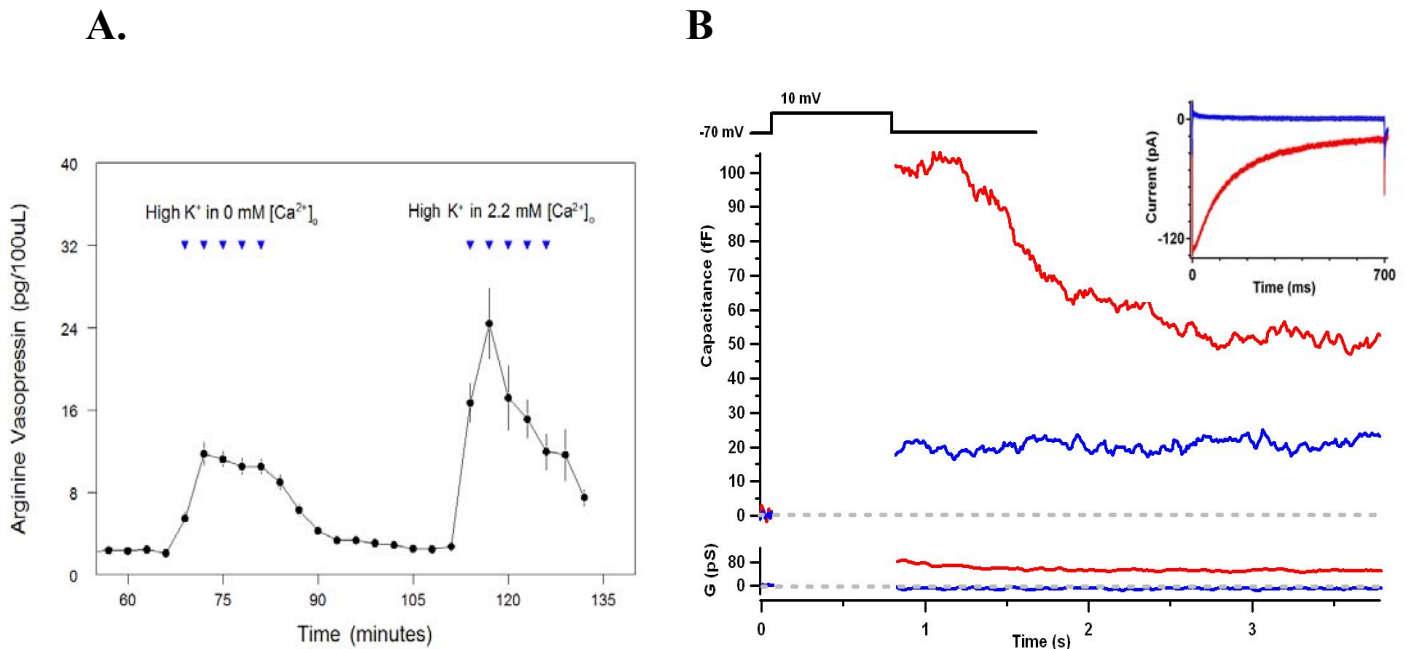 A.
B
40
32
24
16
8
0
Arginine Vasopressin (pg/100uL)
High K⁺ in 0 mM [Ca²⁺]ₒ
High K⁺ in 2.2 mM [Ca²⁺]ₒ
60 75 90 105 120 135
Time (minutes)
10 mV
-70 mV
100
90
80
70
60
50
40
30
20
10
0
Capacitance (fF)
80
0
G (pS)
0 1 2 3
Time (s)
0
-120
Current (pA)
0 700
Time (ms)